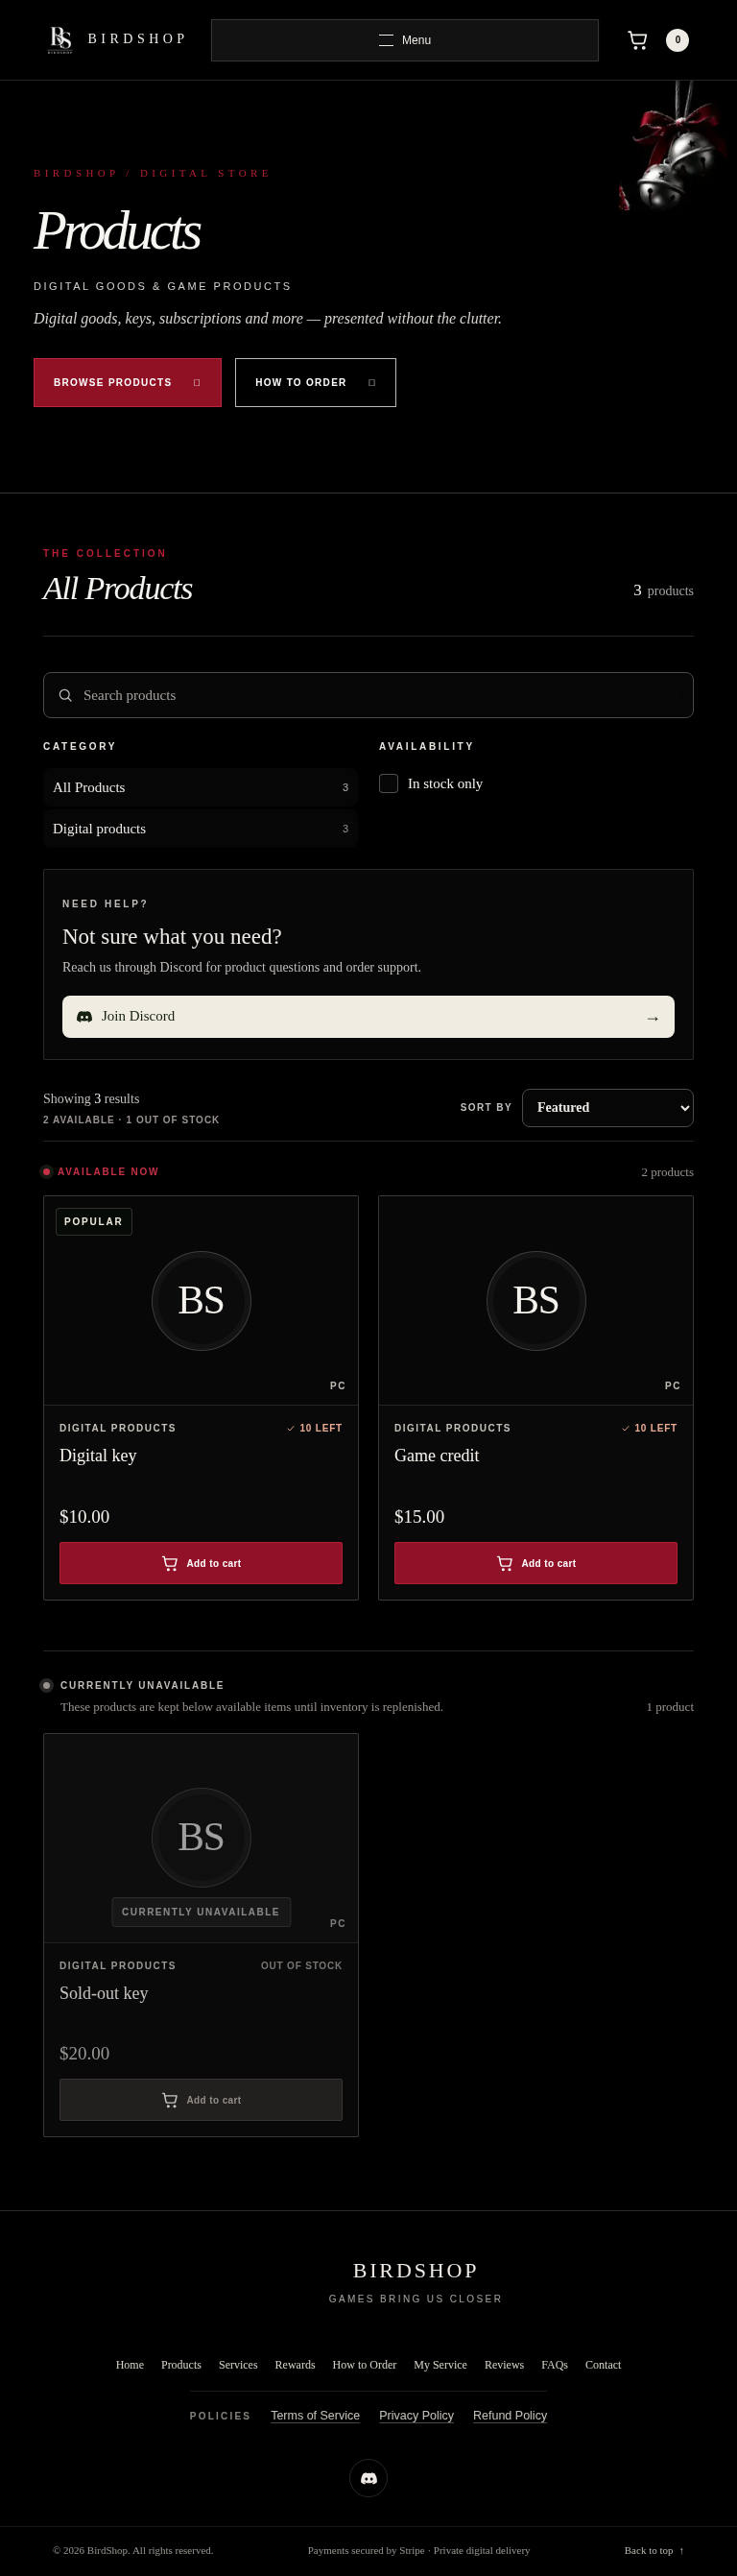 BS BIRDSHOP Menu 0
BIRDSHOP / DIGITAL STORE
Products
DIGITAL GOODS & GAME PRODUCTS
Digital goods, keys, subscriptions and more — presented without the clutter.
BROWSE PRODUCTS HOW TO ORDER
THE COLLECTION
All Products
3 products
Search products
CATEGORY
All Products 3
Digital products 3
AVAILABILITY
In stock only
NEED HELP?
Not sure what you need?
Reach us through Discord for product questions and order support.
Join Discord →
Showing 3 results
2 AVAILABLE · 1 OUT OF STOCK
SORT BY Featured
AVAILABLE NOW 2 products
POPULAR
BS
PC
DIGITAL PRODUCTS ✓ 10 LEFT
Digital key
$10.00
Add to cart
BS
PC
DIGITAL PRODUCTS ✓ 10 LEFT
Game credit
$15.00
Add to cart
CURRENTLY UNAVAILABLE
These products are kept below available items until inventory is replenished. 1 product
BS
CURRENTLY UNAVAILABLE
PC
DIGITAL PRODUCTS OUT OF STOCK
Sold-out key
$20.00
Add to cart
BIRDSHOP
GAMES BRING US CLOSER
Home Products Services Rewards How to Order My Service Reviews FAQs Contact
POLICIES Terms of Service Privacy Policy Refund Policy
© 2026 BirdShop. All rights reserved. Payments secured by Stripe · Private digital delivery Back to top ↑